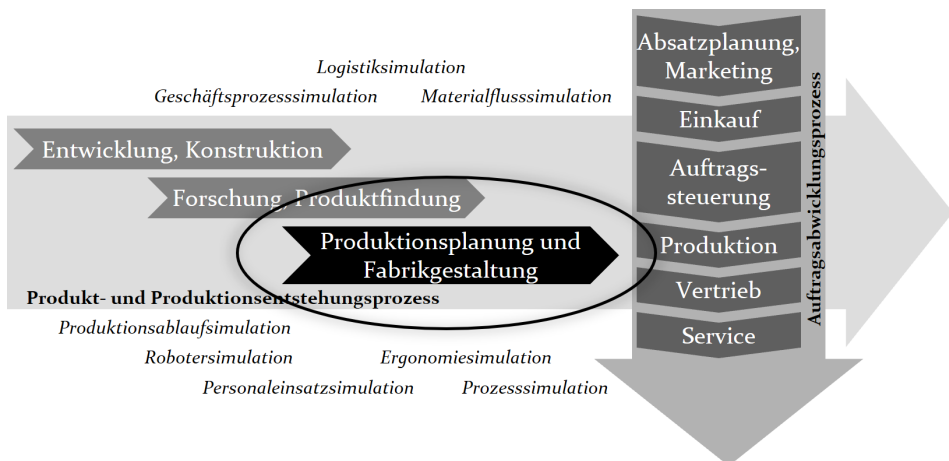 Logistiksimulation
Geschäftsprozesssimulation
Materialflusssimulation
Entwicklung, Konstruktion
Forschung, Produktfindung
Produktionsplanung und
Fabrikgestaltung
Produkt- und Produktionsentstehungsprozess
Produktionsablaufsimulation
Robotersimulation
Ergonomiesimulation
Personaleinsatzsimulation
Prozesssimulation
Absatzplanung,
Marketing
Einkauf
Auftrags-
steuerung
Produktion
Vertrieb
Service
Auftragsabwicklungsprozess